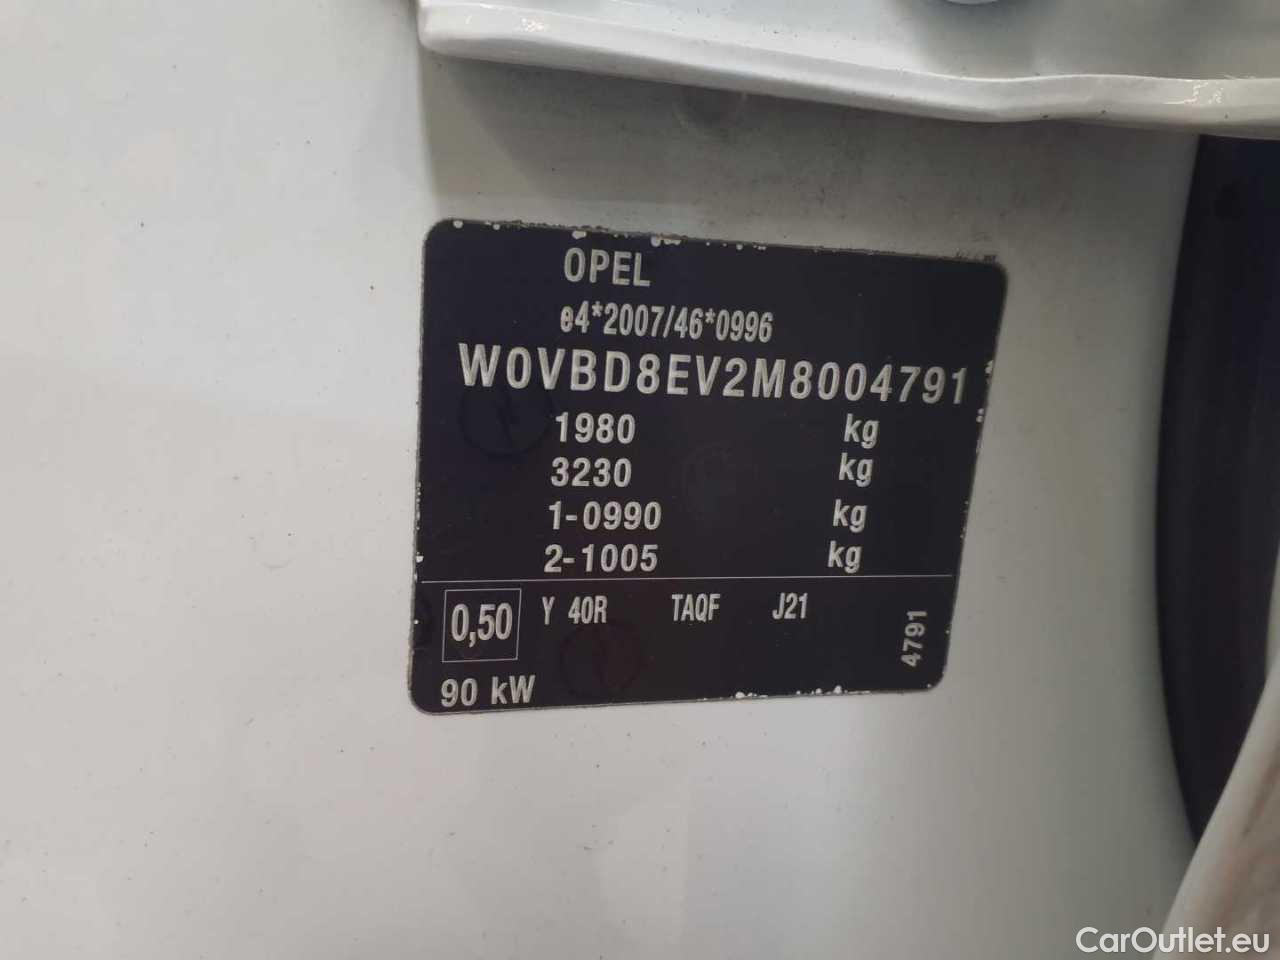 OPEL
e4*2007/46*0996
W0VBD8EV2M8004791
1980 kg
3230 kg
1-0990 kg
2-1005 kg
0,50 Y 40R TAQF J21
4791
90 kW
CarOutlet.eu